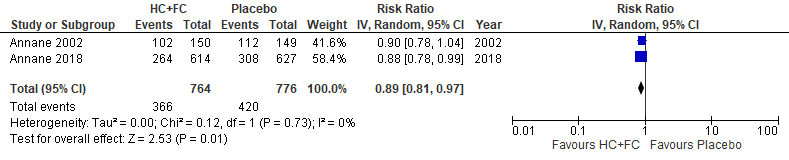 HC+FC Placebo Risk Ratio Risk Ratio
Study or Subgroup Events Total Events Total Weight IV, Random, 95% CI Year IV, Random, 95% CI
Annane 2002 102 150 112 149 41.6% 0.90 [0.78, 1.04] 2002
Annane 2018 264 614 308 627 58.4% 0.88 [0.78, 0.99] 2018
Total (95% CI) 764 776 100.0% 0.89 [0.81, 0.97]
Total events 366 420
Heterogeneity: Tau² = 0.00; Chi² = 0.12, df = 1 (P = 0.73); I² = 0%
Test for overall effect: Z = 2.53 (P = 0.01)
0.01 0.1 1 10 100
Favours HC+FC Favours Placebo